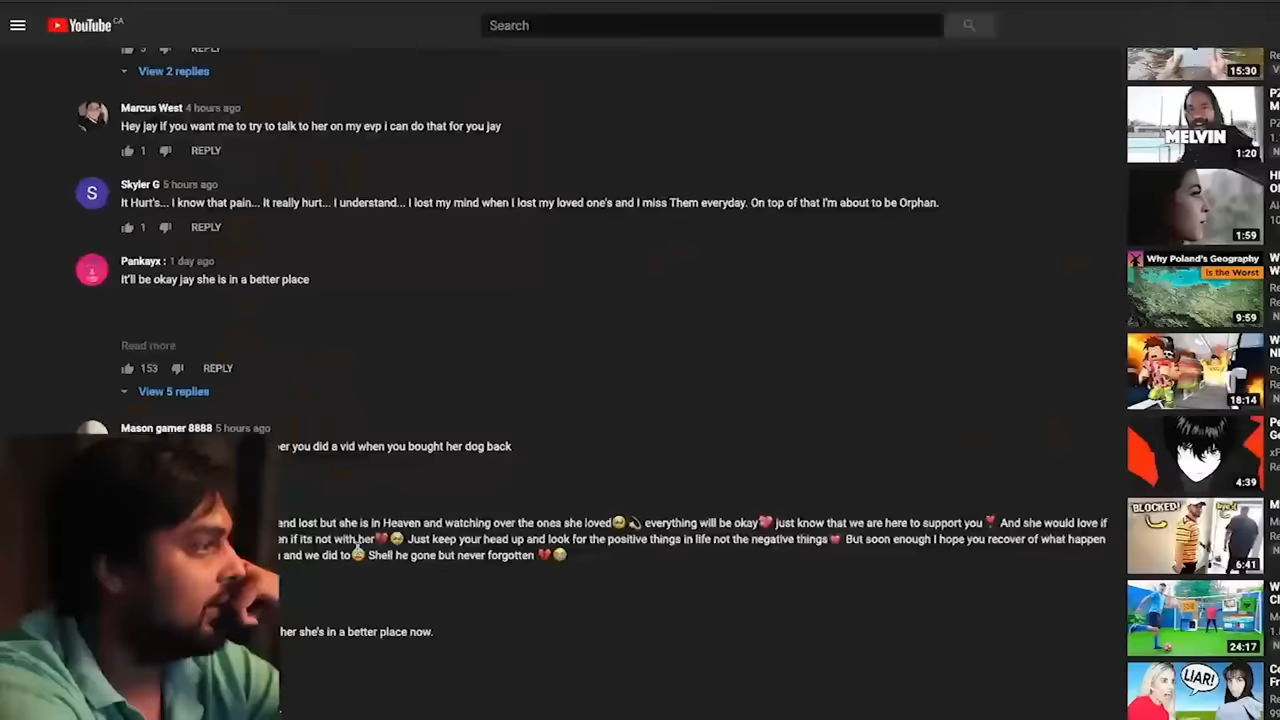 YouTube CA
Search
3 REPLY
View 2 replies
Marcus West 4 hours ago
Hey jay if you want me to try to talk to her on my evp i can do that for you jay
1 REPLY
S
Skyler G 5 hours ago
It Hurt's... I know that pain... It really hurt... I understand... I lost my mind when I lost my loved one's and I miss Them everyday. On top of that I'm about to be Orphan.
1 REPLY
Pankayx : 1 day ago
It'll be okay jay she is in a better place
Read more
153 REPLY
View 5 replies
Mason gamer 8888 5 hours ago
you did a vid when you bought her dog back
and lost but she is in Heaven and watching over the ones she loved🥺 everything will be okay💖 just know that we are here to support you❣️ And she would love if
if its not with her💔🥺 Just keep your head up and look for the positive things in life not the negative things💗 But soon enough I hope you recover of what happen
and we did to😩 Shell he gone but never forgotten 💔😭
her she's in a better place now.
15:30
MELVIN
1:20
1:59
Why Poland's Geography
is the Worst
9:59
18:14
4:39
BLOCKED!
bye:(
6:41
24:17
LIAR!